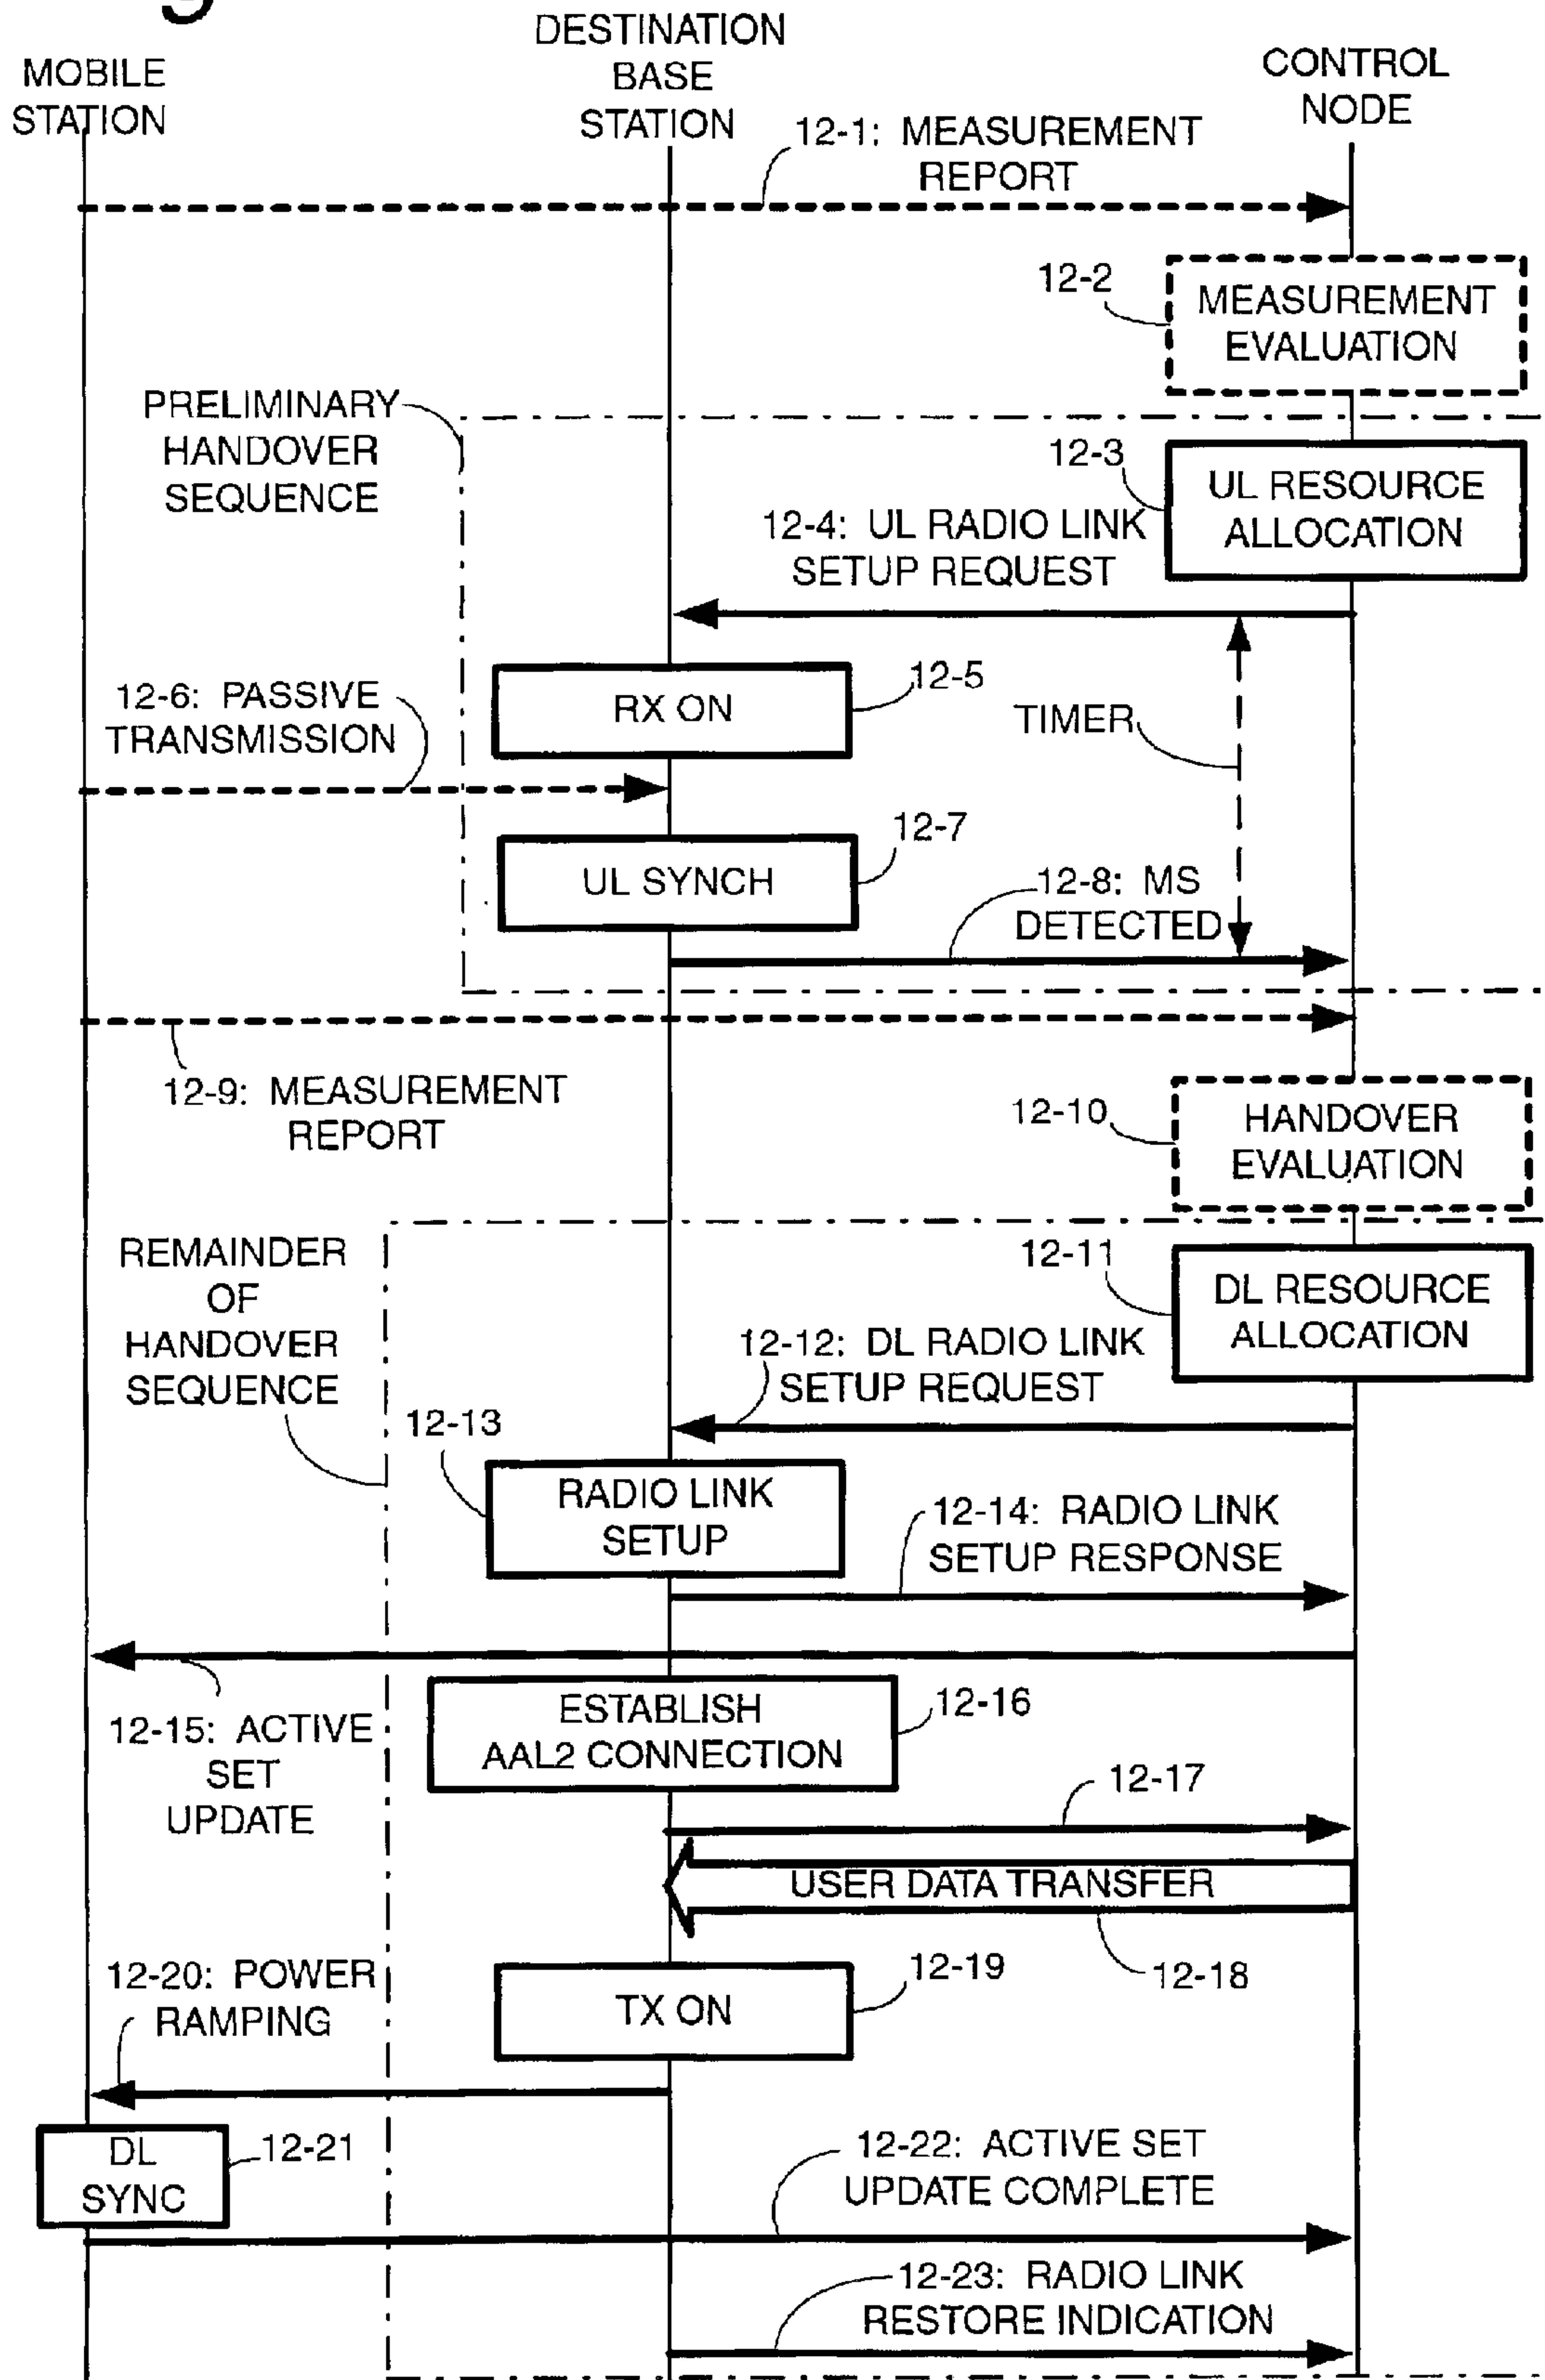 MOBILE
STATION
DESTINATION
BASE
STATION
CONTROL
NODE
12-1: MEASUREMENT
REPORT
12-2
MEASUREMENT
EVALUATION
PRELIMINARY
HANDOVER
SEQUENCE
12-3
UL RESOURCE
ALLOCATION
12-4: UL RADIO LINK
SETUP REQUEST
RX ON
12-5
12-6: PASSIVE
TRANSMISSION
TIMER
UL SYNCH
12-7
12-8: MS
DETECTED
12-9: MEASUREMENT
REPORT
12-10
HANDOVER
EVALUATION
REMAINDER
OF
HANDOVER
SEQUENCE
12-11
DL RESOURCE
ALLOCATION
12-12: DL RADIO LINK
SETUP REQUEST
12-13
RADIO LINK
SETUP
12-14: RADIO LINK
SETUP RESPONSE
12-15: ACTIVE
SET
UPDATE
ESTABLISH
AAL2 CONNECTION
12-16
12-17
USER DATA TRANSFER
12-18
TX ON
12-19
12-20: POWER
RAMPING
DL
SYNC
12-21
12-22: ACTIVE SET
UPDATE COMPLETE
12-23: RADIO LINK
RESTORE INDICATION